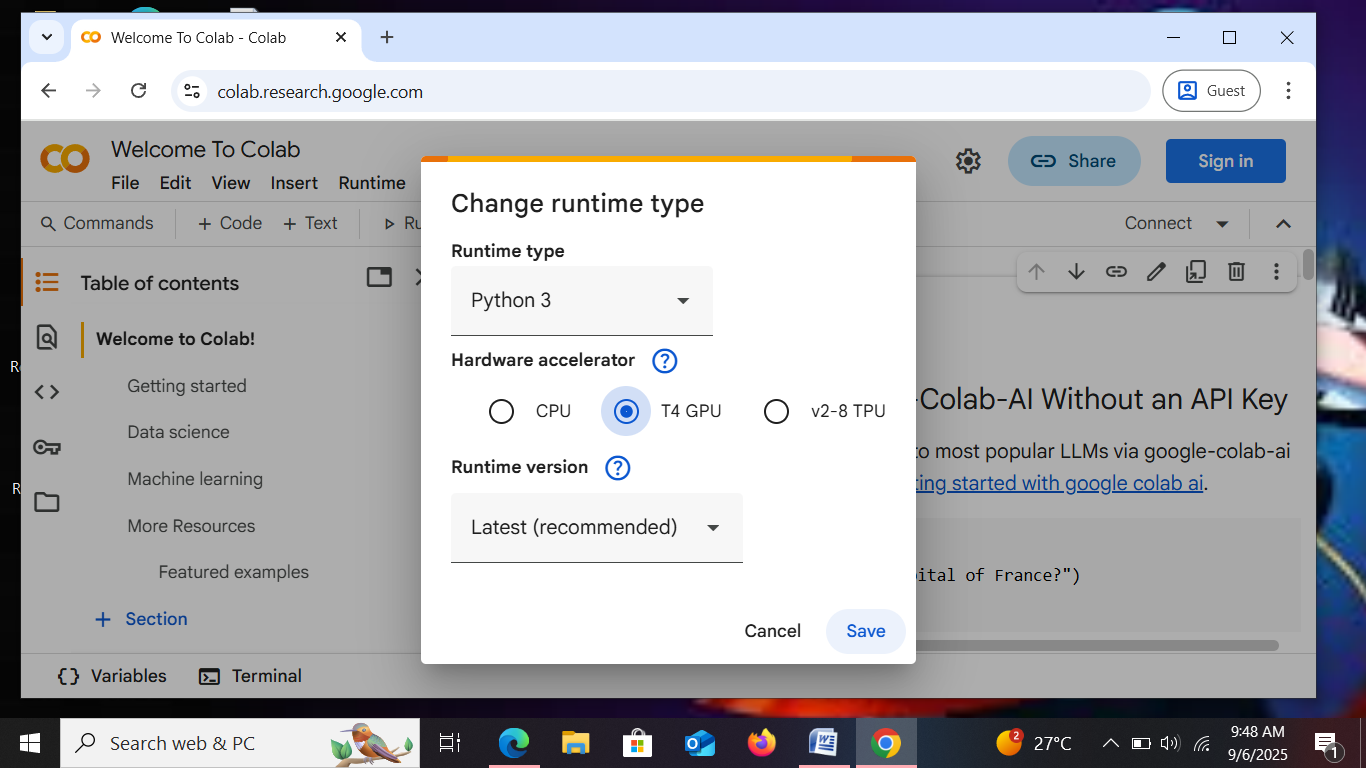 Welcome To Colab - Colab
colab.research.google.com
Guest
Welcome To Colab
File Edit View Insert Runtime
Share
Sign in
Commands
+ Code + Text
Ru
Connect
Table of contents
Welcome to Colab!
Getting started
Data science
Machine learning
More Resources
Featured examples
+ Section
Change runtime type
Runtime type
Python 3
Hardware accelerator
CPU T4 GPU v2-8 TPU
Runtime version
Latest (recommended)
Cancel Save
-Colab-AI Without an API Key
to most popular LLMs via google-colab-ai
ting started with google colab ai.
pital of France?")
Variables Terminal
Search web & PC
2
27°C
9:48 AM
9/6/2025
1